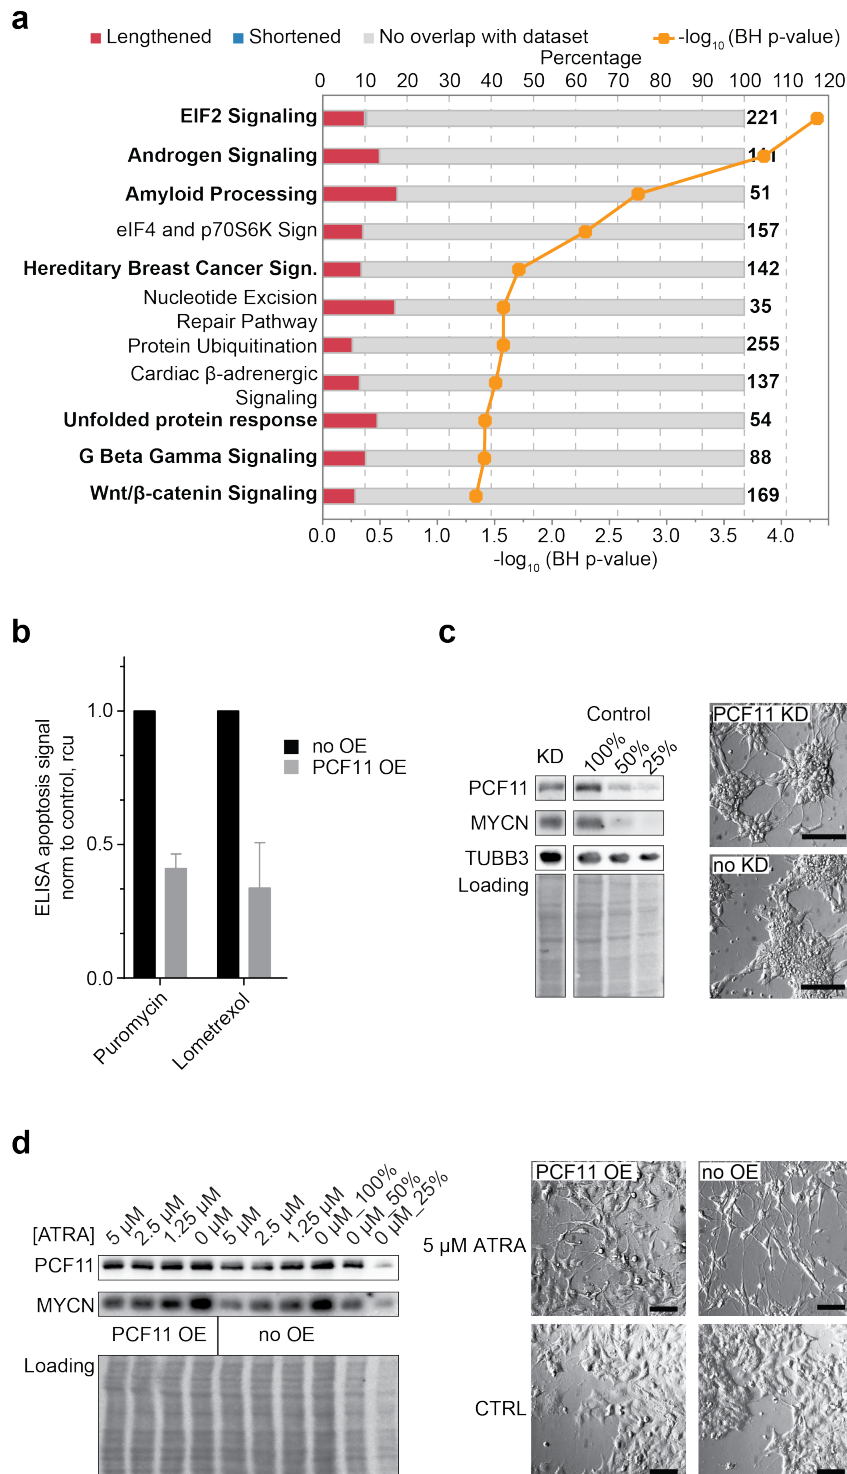 a
Lengthened Shortened No overlap with dataset -log10 (BH p-value)
Percentage
0 10 20 30 40 50 60 70 80 90 100 110 120
EIF2 Signaling 221
Androgen Signaling
Amyloid Processing 51
eIF4 and p70S6K Sign 157
Hereditary Breast Cancer Sign. 142
Nucleotide Excision
Repair Pathway 35
Protein Ubiquitination 255
Cardiac β-adrenergic
Signaling 137
Unfolded protein response 54
G Beta Gamma Signaling 88
Wnt/β-catenin Signaling 169
0.0 0.5 1.0 1.5 2.0 2.5 3.0 3.5 4.0
-log10 (BH p-value)
b
ELISA apoptosis signal
norm to control, rcu
1.0
0.5
0.0
no OE
PCF11 OE
Puromycin
Lometrexol
c
Control
KD 100% 50% 25%
PCF11
MYCN
TUBB3
Loading
PCF11 KD
no KD
d
[ATRA] 5 µM 2.5 µM 1.25 µM 0 µM 5 µM 2.5 µM 1.25 µM 0 µM_100% 0 µM_50% 0 µM_25%
PCF11
MYCN
PCF11 OE no OE
Loading
PCF11 OE no OE
5 µM ATRA
CTRL